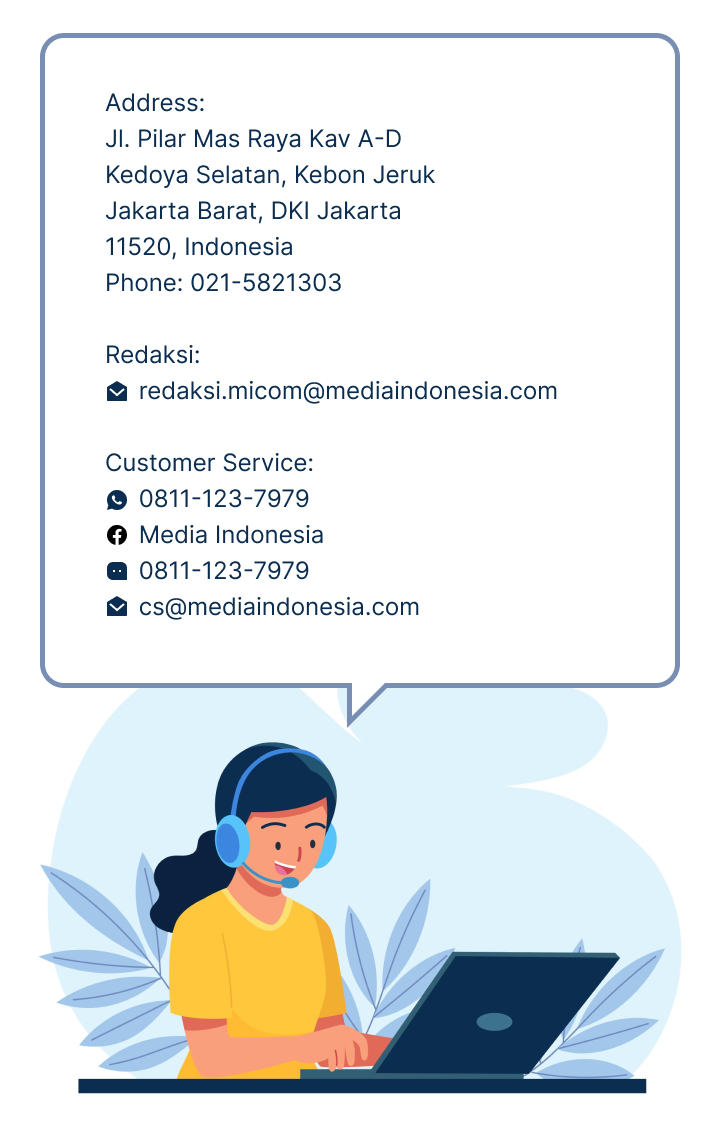 Address:
Jl. Pilar Mas Raya Kav A-D
Kedoya Selatan, Kebon Jeruk
Jakarta Barat, DKI Jakarta
11520, Indonesia
Phone: 021-5821303
Redaksi:
redaksi.micom@mediaindonesia.com
Customer Service:
0811-123-7979
Media Indonesia
0811-123-7979
cs@mediaindonesia.com